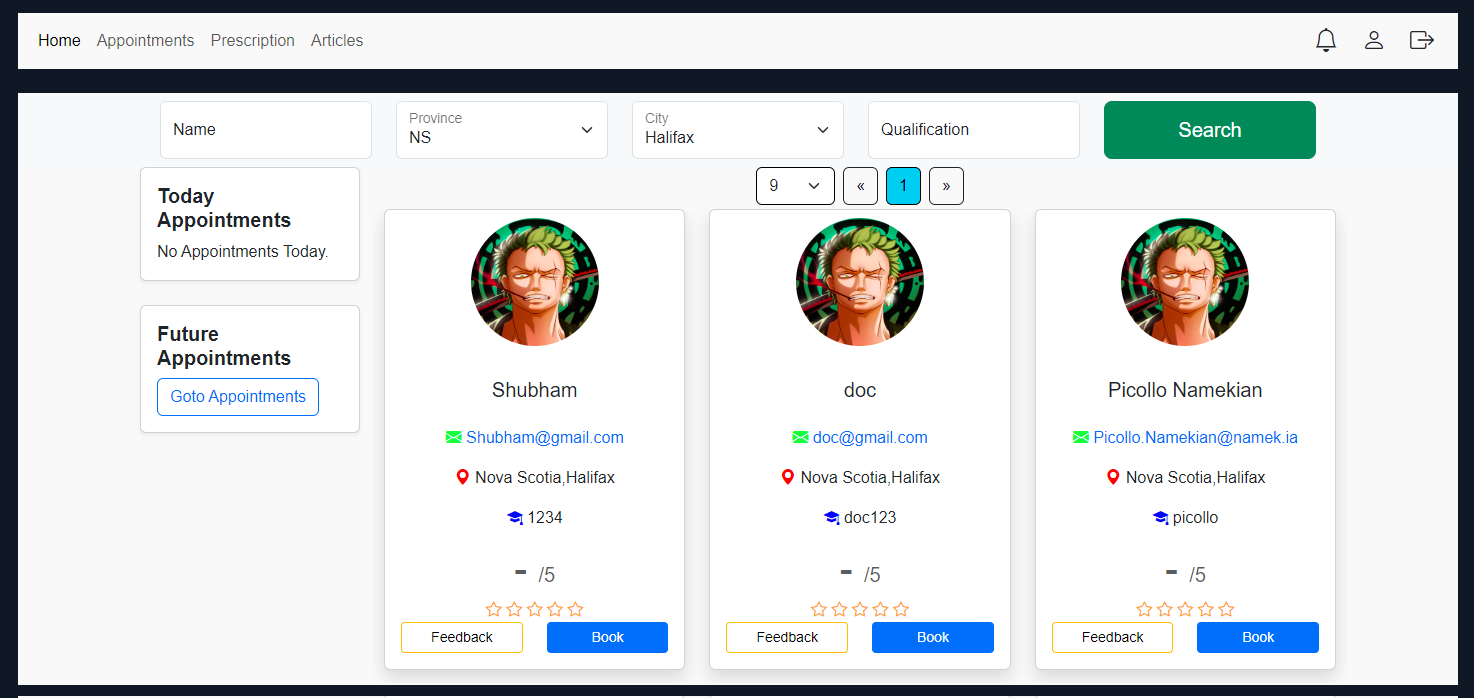 Home Appointments Prescription Articles
Name
Province
NS
City
Halifax
Qualification
Search
Today
Appointments
No Appointments Today.
Future
Appointments
Goto Appointments
9 « 1 »
Shubham
Shubham@gmail.com
Nova Scotia,Halifax
1234
- /5
Feedback Book
doc
doc@gmail.com
Nova Scotia,Halifax
doc123
- /5
Feedback Book
Picollo Namekian
Picollo.Namekian@namek.ia
Nova Scotia,Halifax
picollo
- /5
Feedback Book